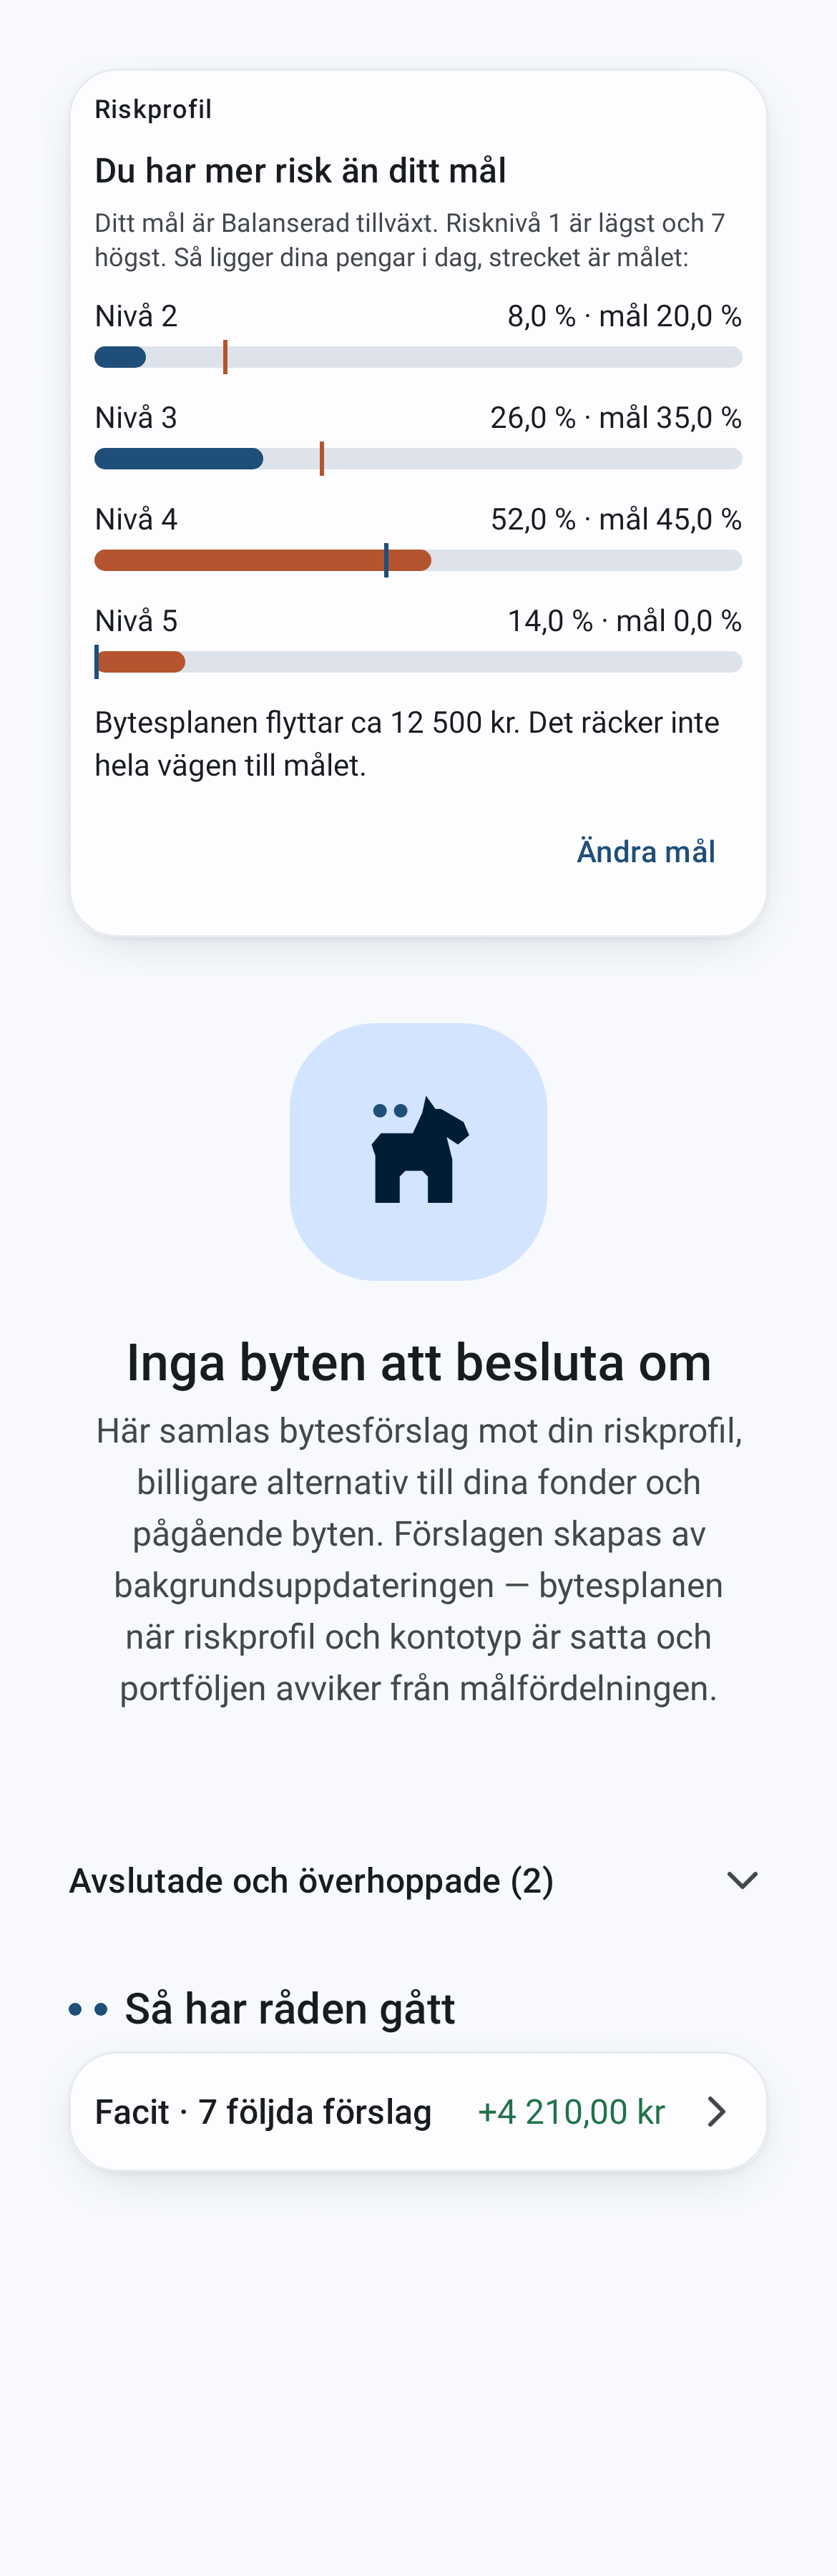 Riskprofil
Du har mer risk än ditt mål
Ditt mål är Balanserad tillväxt. Risknivå 1 är lägst och 7
högst. Så ligger dina pengar i dag, strecket är målet:
Nivå 2 8,0 % · mål 20,0 %
Nivå 3 26,0 % · mål 35,0 %
Nivå 4 52,0 % · mål 45,0 %
Nivå 5 14,0 % · mål 0,0 %
Bytesplanen flyttar ca 12 500 kr. Det räcker inte
hela vägen till målet.
Ändra mål
Inga byten att besluta om
Här samlas bytesförslag mot din riskprofil,
billigare alternativ till dina fonder och
pågående byten. Förslagen skapas av
bakgrundsuppdateringen — bytesplanen
när riskprofil och kontotyp är satta och
portföljen avviker från målfördelningen.
Avslutade och överhoppade (2)
Så har råden gått
Facit · 7 följda förslag +4 210,00 kr